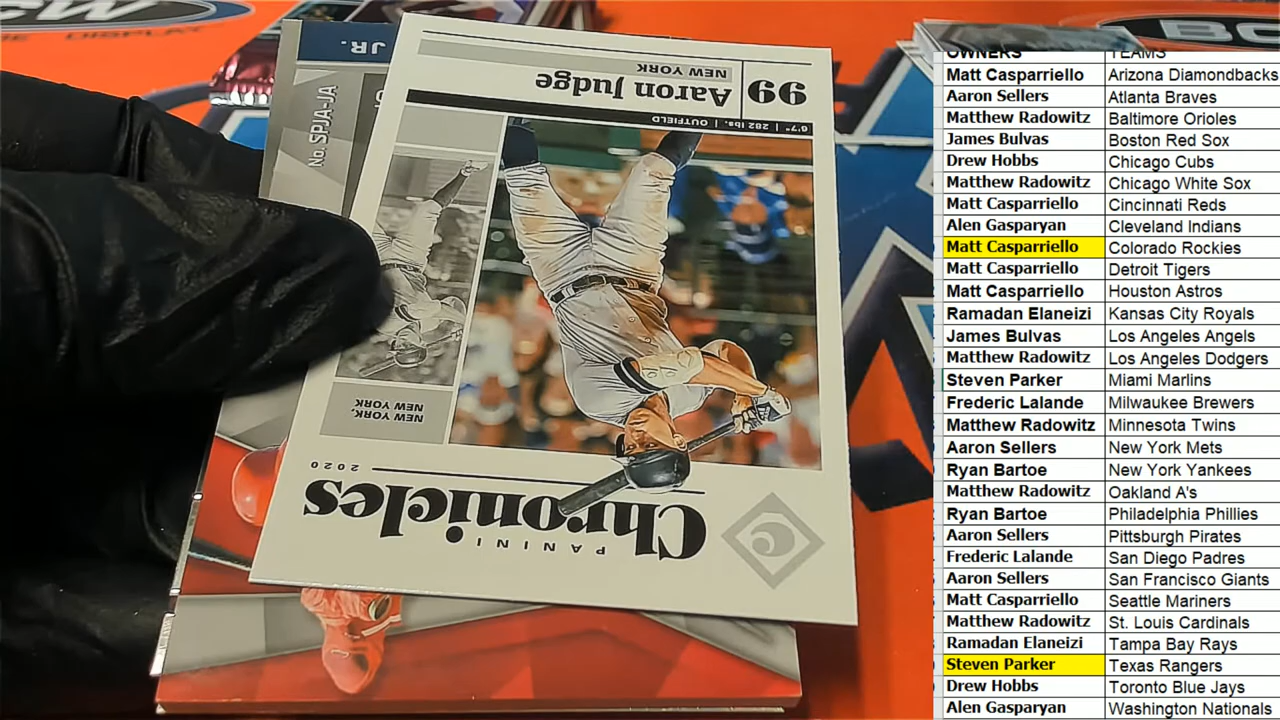 DISPLAY
JR.
No. SPJA-JA
NEW YORK
Aaron Judge
99
6'7" | 282 lbs. | OUTFIELD
NEW YORK,
NEW YORK
2020
Chronicles
PANINI
OWNERS TEAMS
Matt Casparriello Arizona Diamondbacks
Aaron Sellers Atlanta Braves
Matthew Radowitz Baltimore Orioles
James Bulvas Boston Red Sox
Drew Hobbs Chicago Cubs
Matthew Radowitz Chicago White Sox
Matt Casparriello Cincinnati Reds
Alen Gasparyan Cleveland Indians
Matt Casparriello Colorado Rockies
Matt Casparriello Detroit Tigers
Matt Casparriello Houston Astros
Ramadan Elaneizi Kansas City Royals
James Bulvas Los Angeles Angels
Matthew Radowitz Los Angeles Dodgers
Steven Parker Miami Marlins
Frederic Lalande Milwaukee Brewers
Matthew Radowitz Minnesota Twins
Aaron Sellers New York Mets
Ryan Bartoe New York Yankees
Matthew Radowitz Oakland A's
Ryan Bartoe Philadelphia Phillies
Aaron Sellers Pittsburgh Pirates
Frederic Lalande San Diego Padres
Aaron Sellers San Francisco Giants
Matt Casparriello Seattle Mariners
Matthew Radowitz St. Louis Cardinals
Ramadan Elaneizi Tampa Bay Rays
Steven Parker Texas Rangers
Drew Hobbs Toronto Blue Jays
Alen Gasparyan Washington Nationals